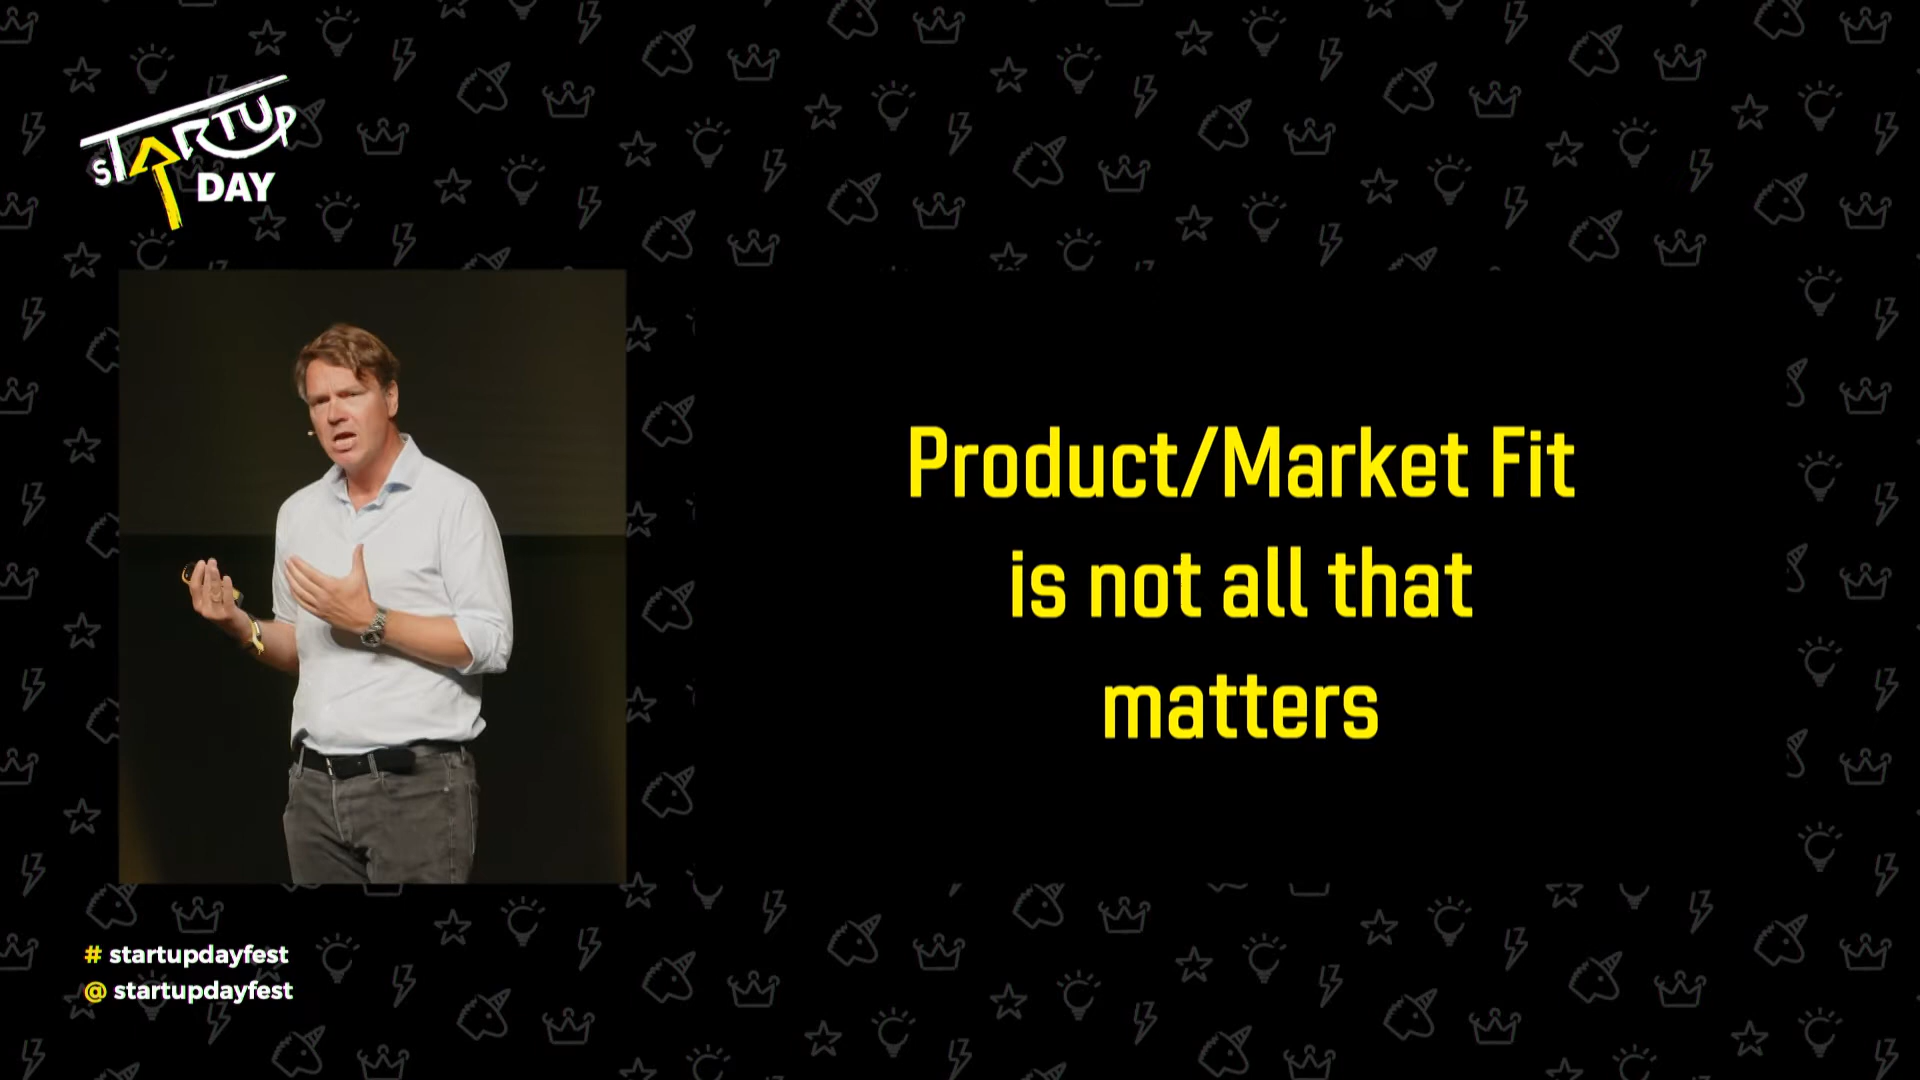 STARTUP
DAY
Product/Market Fit
is not all that
matters
# startupdayfest
@ startupdayfest